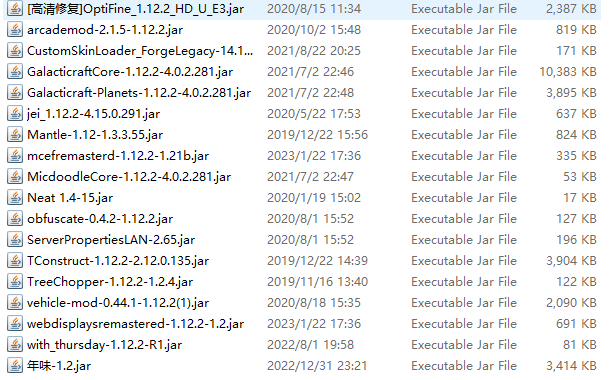 [高清修复]OptiFine_1.12.2_HD_U_E3.jar 2020/8/15 11:34 Executable Jar File 2,387 KB
arcademod-2.1.5-1.12.2.jar 2020/10/2 15:48 Executable Jar File 819 KB
CustomSkinLoader_ForgeLegacy-14.1... 2021/8/22 20:25 Executable Jar File 171 KB
GalacticraftCore-1.12.2-4.0.2.281.jar 2021/7/2 22:46 Executable Jar File 10,383 KB
Galacticraft-Planets-1.12.2-4.0.2.281.jar 2021/7/2 22:48 Executable Jar File 3,895 KB
jei_1.12.2-4.15.0.291.jar 2020/5/22 17:53 Executable Jar File 637 KB
Mantle-1.12-1.3.3.55.jar 2019/12/22 15:56 Executable Jar File 824 KB
mcefremasterd-1.12.2-1.21b.jar 2023/1/22 17:36 Executable Jar File 335 KB
MicdoodleCore-1.12.2-4.0.2.281.jar 2021/7/2 22:47 Executable Jar File 53 KB
Neat 1.4-15.jar 2020/1/19 15:02 Executable Jar File 17 KB
obfuscate-0.4.2-1.12.2.jar 2020/8/1 15:52 Executable Jar File 127 KB
ServerPropertiesLAN-2.65.jar 2020/8/1 15:52 Executable Jar File 196 KB
TConstruct-1.12.2-2.12.0.135.jar 2019/12/22 14:39 Executable Jar File 3,904 KB
TreeChopper-1.12.2-1.2.4.jar 2019/11/16 13:40 Executable Jar File 122 KB
vehicle-mod-0.44.1-1.12.2(1).jar 2020/8/18 15:35 Executable Jar File 2,090 KB
webdisplaysremastered-1.12.2-1.2.jar 2023/1/22 17:36 Executable Jar File 691 KB
with_thursday-1.12.2-R1.jar 2022/8/1 19:58 Executable Jar File 81 KB
年味-1.2.jar 2022/12/31 23:21 Executable Jar File 3,414 KB